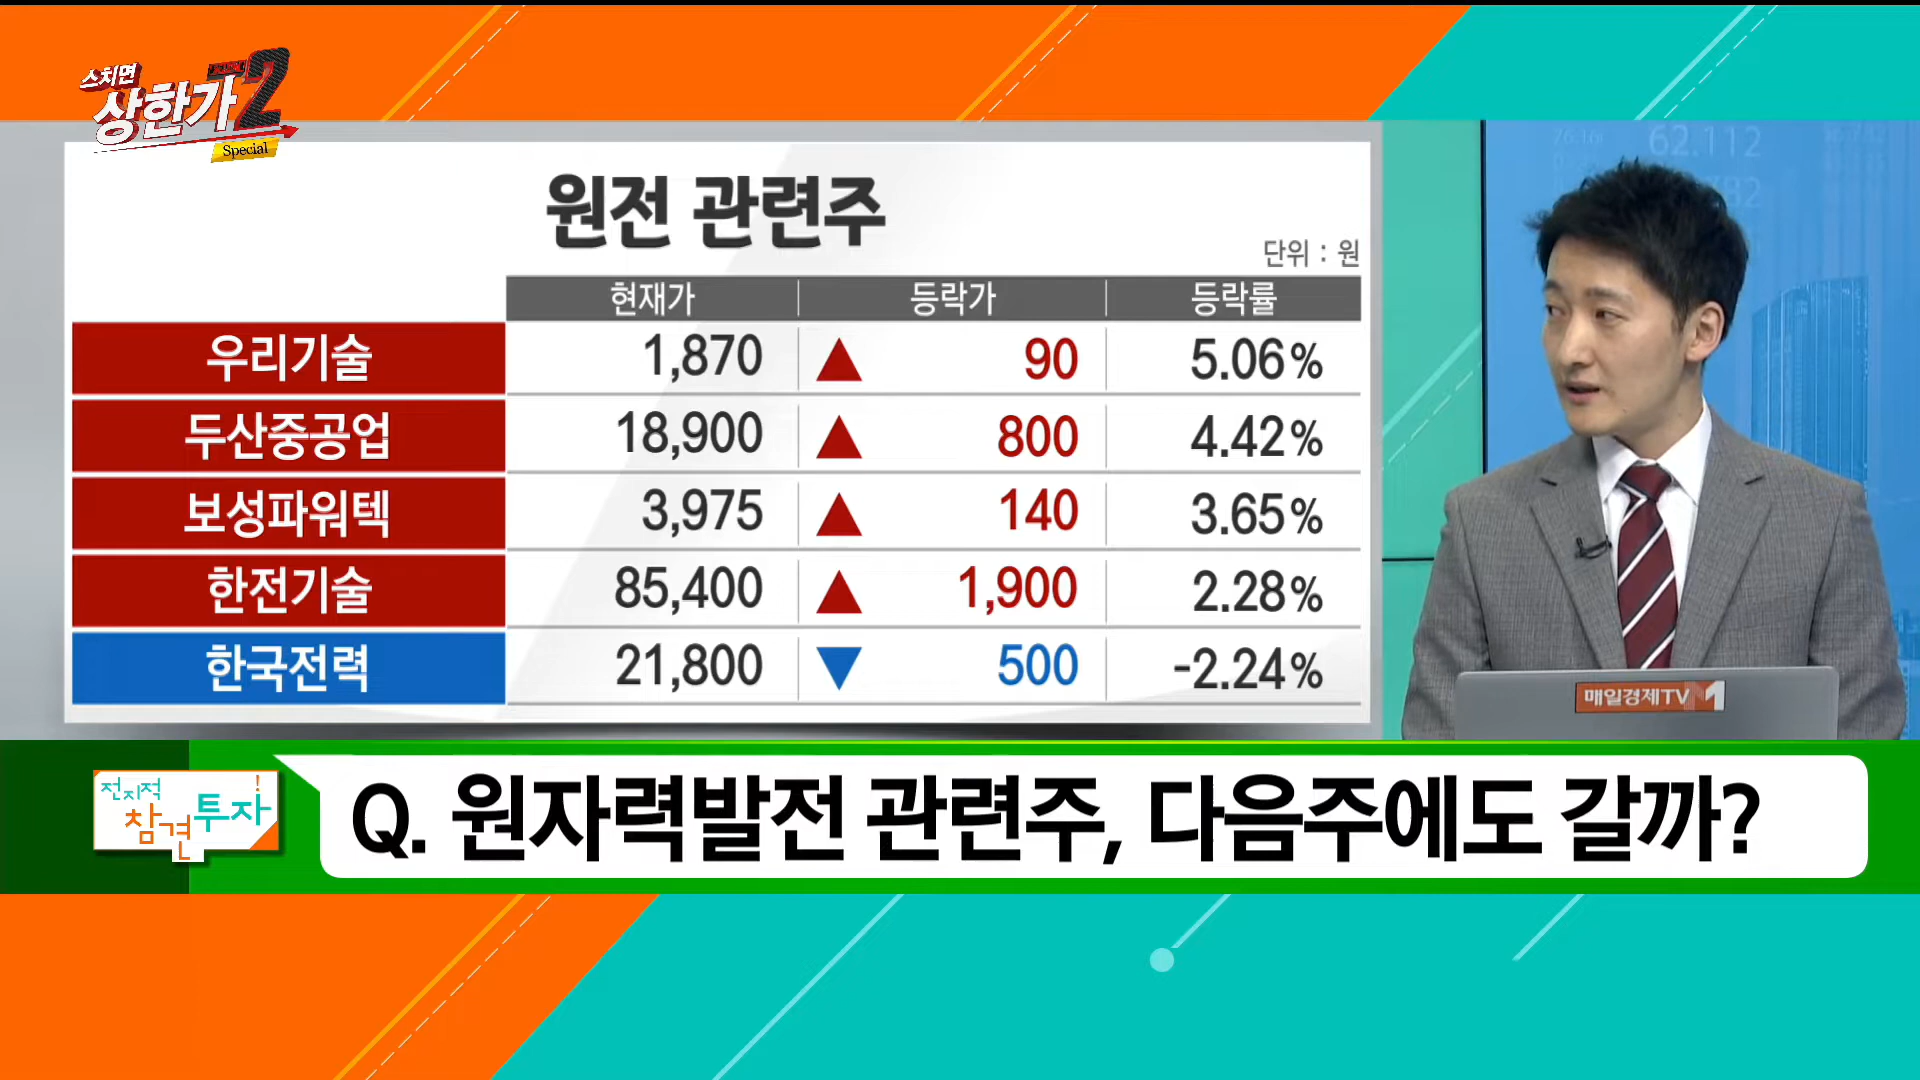 스치면
상한가2
Special
원전 관련주
단위 : 원
현재가 등락가 등락률
우리기술 1,870 ▲ 90 5.06%
두산중공업 18,900 ▲ 800 4.42%
보성파워텍 3,975 ▲ 140 3.65%
한전기술 85,400 ▲ 1,900 2.28%
한국전력 21,800 ▼ 500 -2.24%
62.112
매일경제TV M
전지적
참견 투자!
Q. 원자력발전 관련주, 다음주에도 갈까?